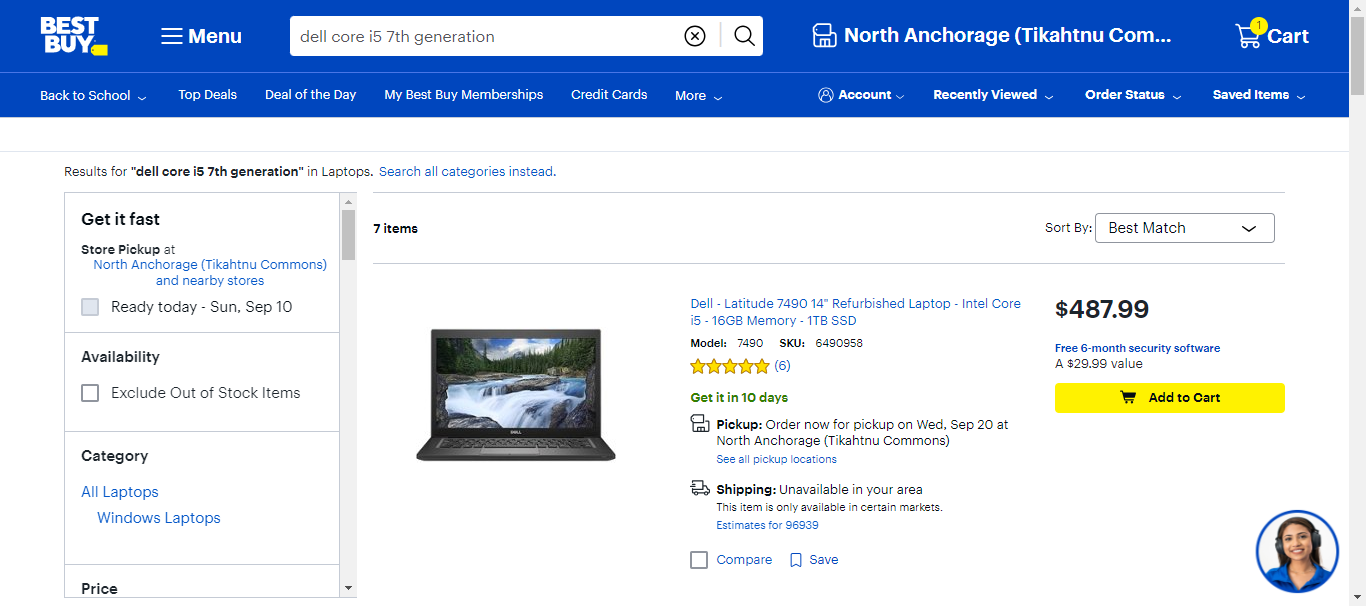 BEST
BUY
Menu
dell core i5 7th generation
North Anchorage (Tikahtnu Com...
1
Cart
Back to School
Top Deals
Deal of the Day
My Best Buy Memberships
Credit Cards
More
Account
Recently Viewed
Order Status
Saved Items
Results for "dell core i5 7th generation" in Laptops. Search all categories instead.
Get it fast
Store Pickup at
North Anchorage (Tikahtnu Commons)
and nearby stores
Ready today - Sun, Sep 10
Availability
Exclude Out of Stock Items
Category
All Laptops
Windows Laptops
Price
7 items
Sort By: Best Match
Dell - Latitude 7490 14" Refurbished Laptop - Intel Core
i5 - 16GB Memory - 1TB SSD
Model: 7490 SKU: 6490958
(6)
Get it in 10 days
Pickup: Order now for pickup on Wed, Sep 20 at
North Anchorage (Tikahtnu Commons)
See all pickup locations
Shipping: Unavailable in your area
This item is only available in certain markets.
Estimates for 96939
Compare
Save
$487.99
Free 6-month security software
A $29.99 value
Add to Cart
DELL